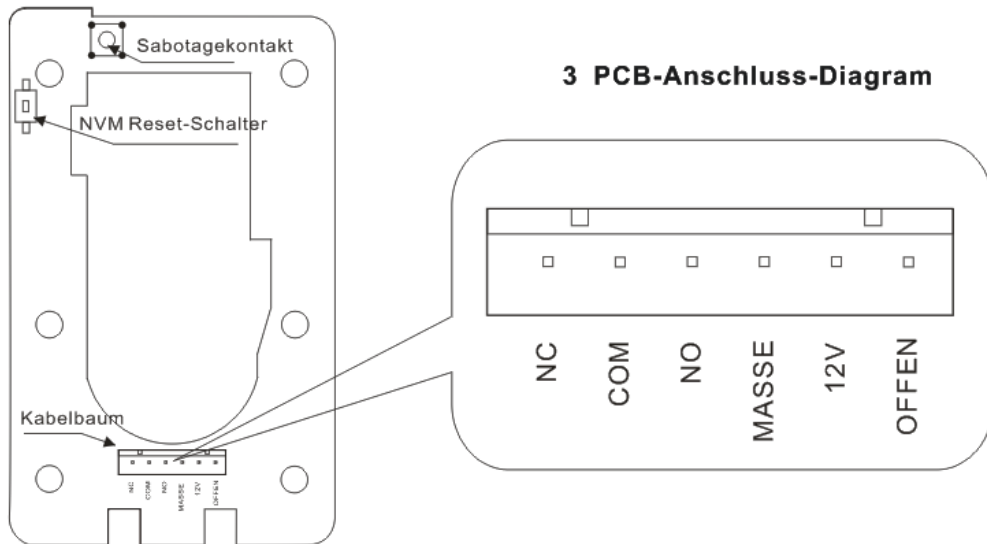 Sabotagekontakt
3 PCB-Anschluss-Diagram
NVM Reset-Schalter
NC
COM
NO
MASSE
12V
OFFEN
Kabelbaum
NC
COM
NO
MASSE
12V
OFFEN